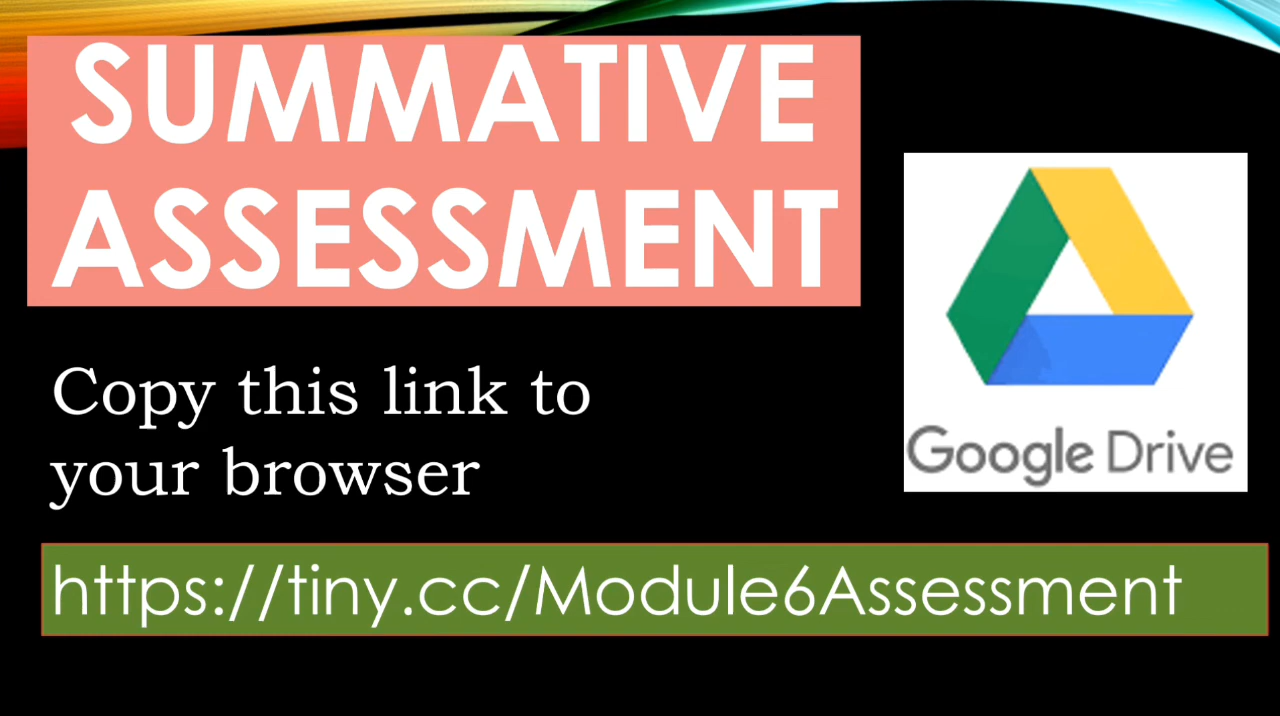 SUMMATIVE
ASSESSMENT
Copy this link to
your browser
Google Drive
https://tiny.cc/Module6Assessment